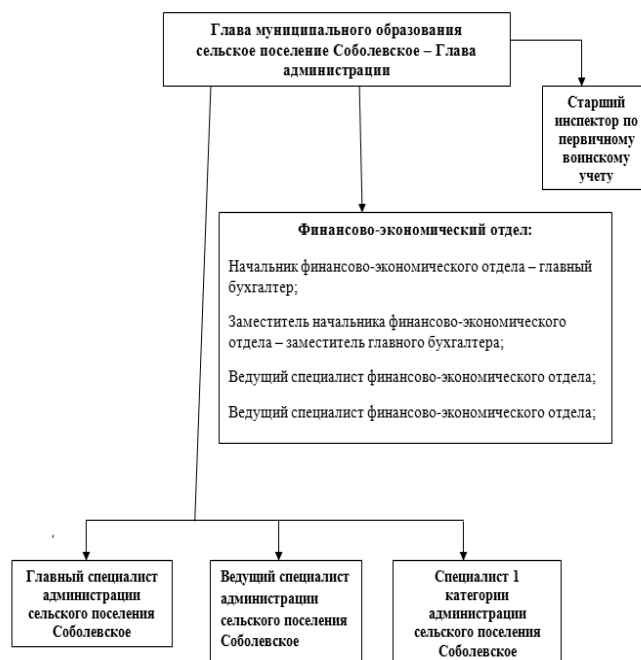 Глава муниципального образования
сельское поселение Соболевское – Глава
администрации
Старший
инспектор по
первичному
воинскому
учету
Финансово-экономический отдел:
Начальник финансово-экономического отдела – главный
бухгалтер;
Заместитель начальника финансово-экономического
отдела – заместитель главного бухгалтера;
Ведущий специалист финансово-экономического отдела;
Ведущий специалист финансово-экономического отдела;
Главный специалист
администрации
сельского поселения
Соболевское
Ведущий специалист
администрации
сельского поселения
Соболевское
Специалист 1
категории
администрации
сельского поселения
Соболевское